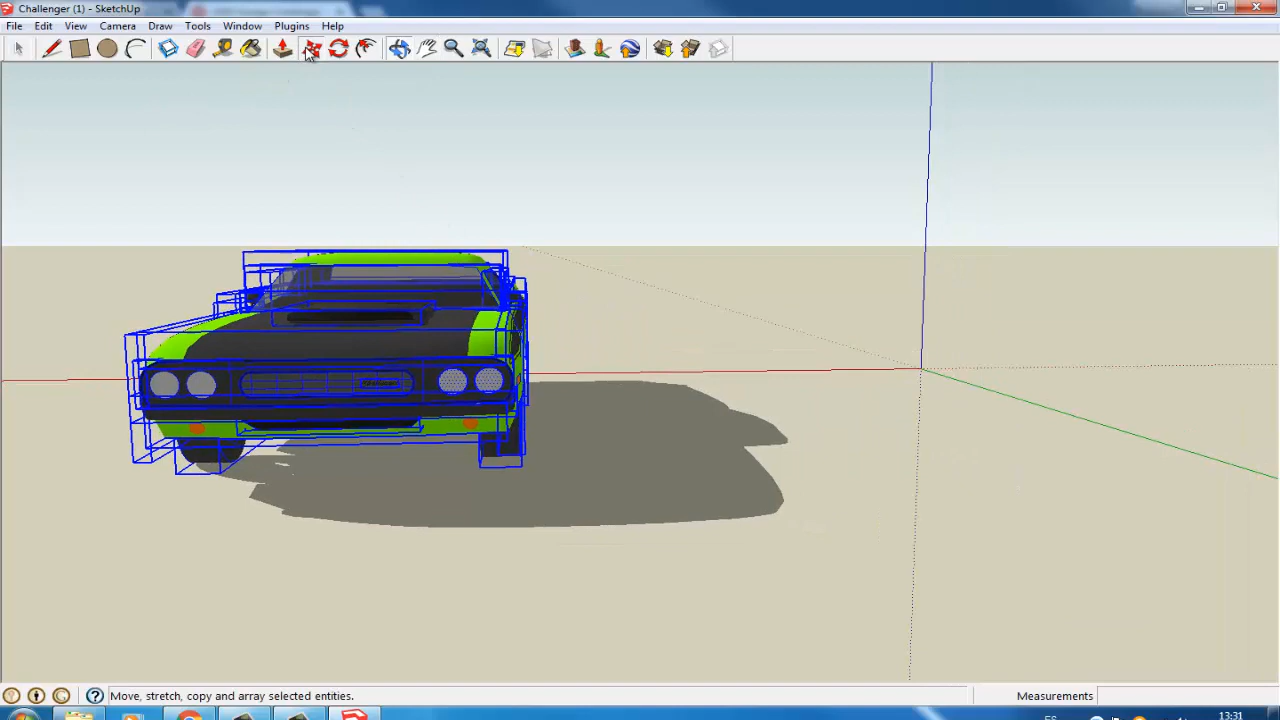 Challenger (1) - SketchUp
File Edit View Camera Draw Tools Window Plugins Help
Move, stretch, copy and array selected entities.
Measurements
ES
13:31